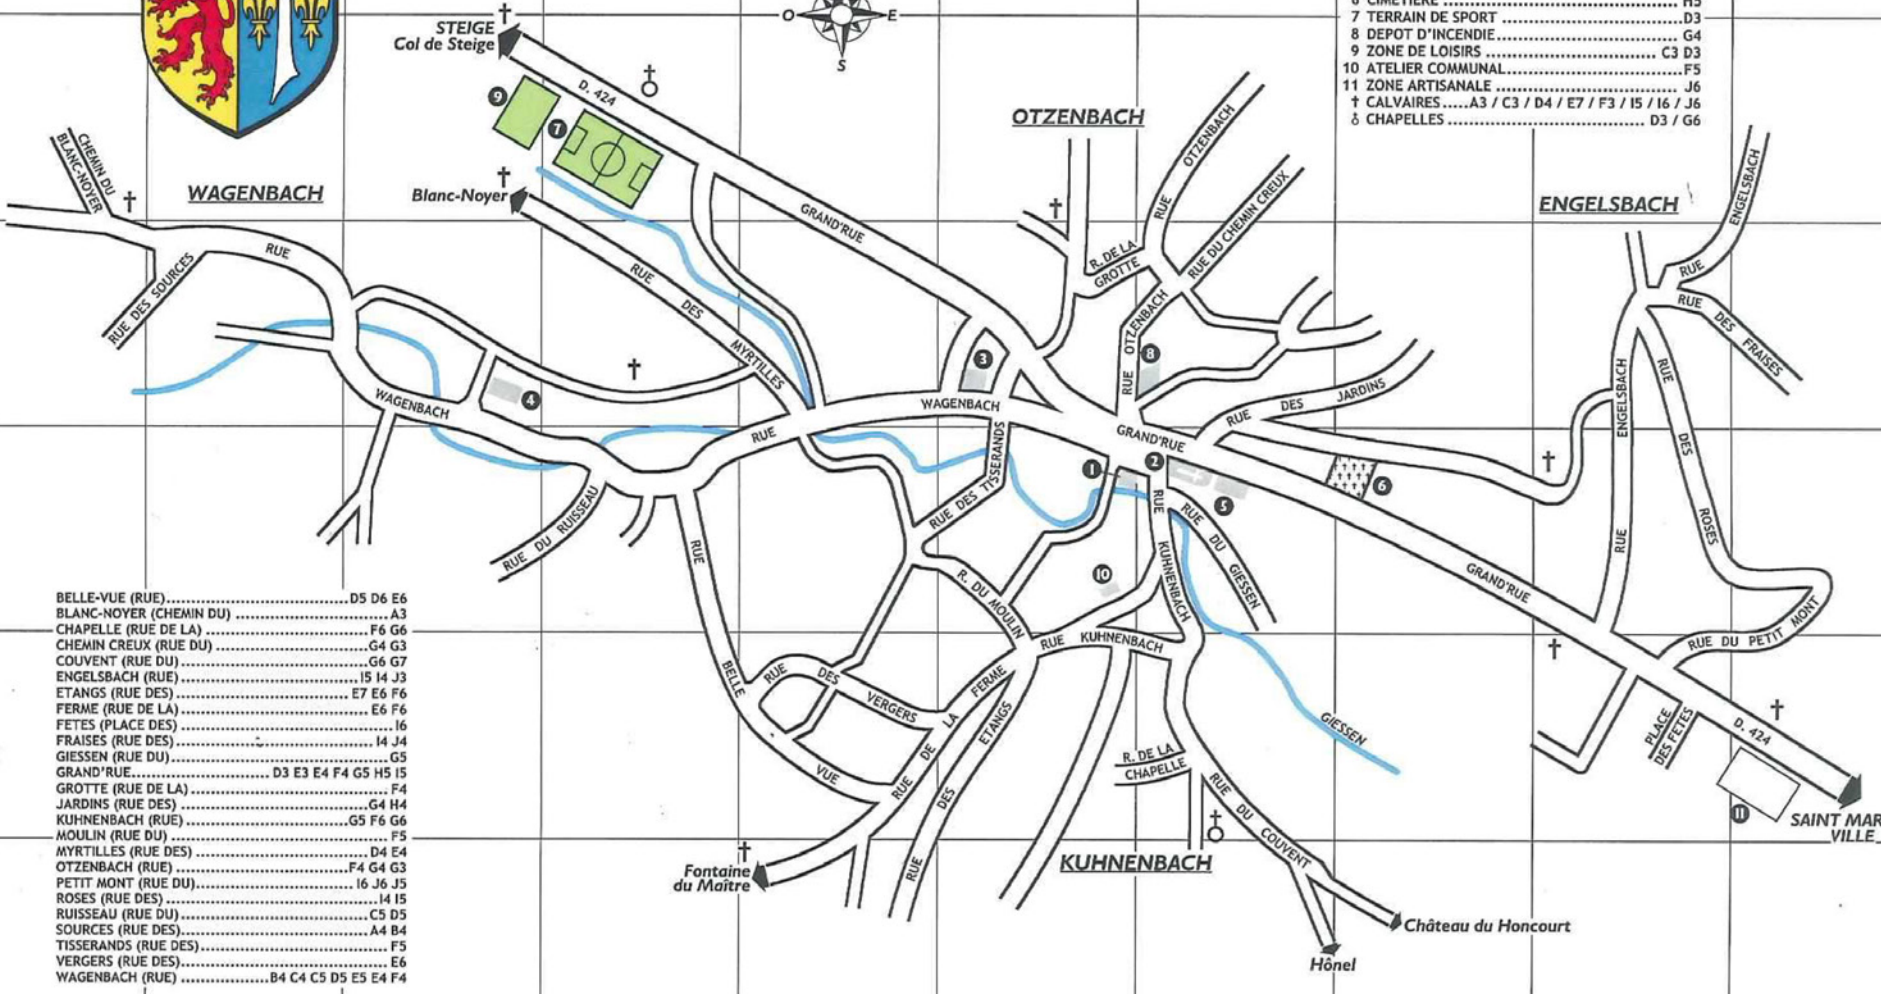 O
E
S
STEIGE
Col de Steige
6 CIMETIERE ........ H5
7 TERRAIN DE SPORT ........ D3
8 DEPOT D'INCENDIE ........ G4
9 ZONE DE LOISIRS ........ C3 D3
10 ATELIER COMMUNAL ........ F5
11 ZONE ARTISANALE ........ J6
† CALVAIRES.....A3 / C3 / D4 / E7 / F3 / I5 / I6 / J6
♁ CHAPELLES ........ D3 / G6
D. 424
9
7
OTZENBACH
CHEMIN DU
BLANC-NOYER
WAGENBACH
Blanc-Noyer
ENGELSBACH
GRAND'RUE
RUE OTZENBACH
RUE DU CHEMIN CREUX
R. DE LA
GROTTE
RUE ENGELSBACH
RUE DES FRAISES
RUE WAGENBACH
RUE DES SOURCES
RUE DES MYRTILLES
RUE OTZENBACH
8
3
4
RUE WAGENBACH
RUE DES JARDINS
GRAND'RUE
RUE ENGELSBACH
RUE DES ROSES
1
2
5
6
RUE DES TISSERANDS
RUE DU RUISSEAU
RUE DU GIESSEN
RUE KUHNENBACH
10
R. DU MOULIN
GRAND'RUE
RUE KUHNENBACH
RUE DU PETIT MONT
RUE BELLE VUE
RUE DES VERGERS
RUE DE LA FERME
RUE DES ETANGS
GIESSEN
PLACE
DES FETES
D. 424
11
SAINT MAR
VILLE
R. DE LA
CHAPELLE
RUE DU COUVENT
KUHNENBACH
Fontaine
du Maître
Château du Honcourt
Hônel
BELLE-VUE (RUE)........ D5 D6 E6
BLANC-NOYER (CHEMIN DU) ........ A3
CHAPELLE (RUE DE LA) ........ F6 G6
CHEMIN CREUX (RUE DU)........ G4 G3
COUVENT (RUE DU)........ G6 G7
ENGELSBACH (RUE)........ I5 I4 J3
ETANGS (RUE DES)........ E7 E6 F6
FERME (RUE DE LA) ........ E6 F6
FETES (PLACE DES) ........ I6
FRAISES (RUE DES)........ I4 J4
GIESSEN (RUE DU)........ G5
GRAND'RUE........ D3 E3 E4 F4 G5 H5 I5
GROTTE (RUE DE LA) ........ F4
JARDINS (RUE DES) ........ G4 H4
KUHNENBACH (RUE) ........ G5 F6 G6
MOULIN (RUE DU) ........ F5
MYRTILLES (RUE DES) ........ D4 E4
OTZENBACH (RUE) ........ F4 G4 G3
PETIT MONT (RUE DU)........ I6 J6 J5
ROSES (RUE DES) ........ I4 I5
RUISSEAU (RUE DU) ........ C5 D5
SOURCES (RUE DES)........ A4 B4
TISSERANDS (RUE DES)........ F5
VERGERS (RUE DES) ........ E6
WAGENBACH (RUE) ........ B4 C4 C5 D5 E5 E4 F4